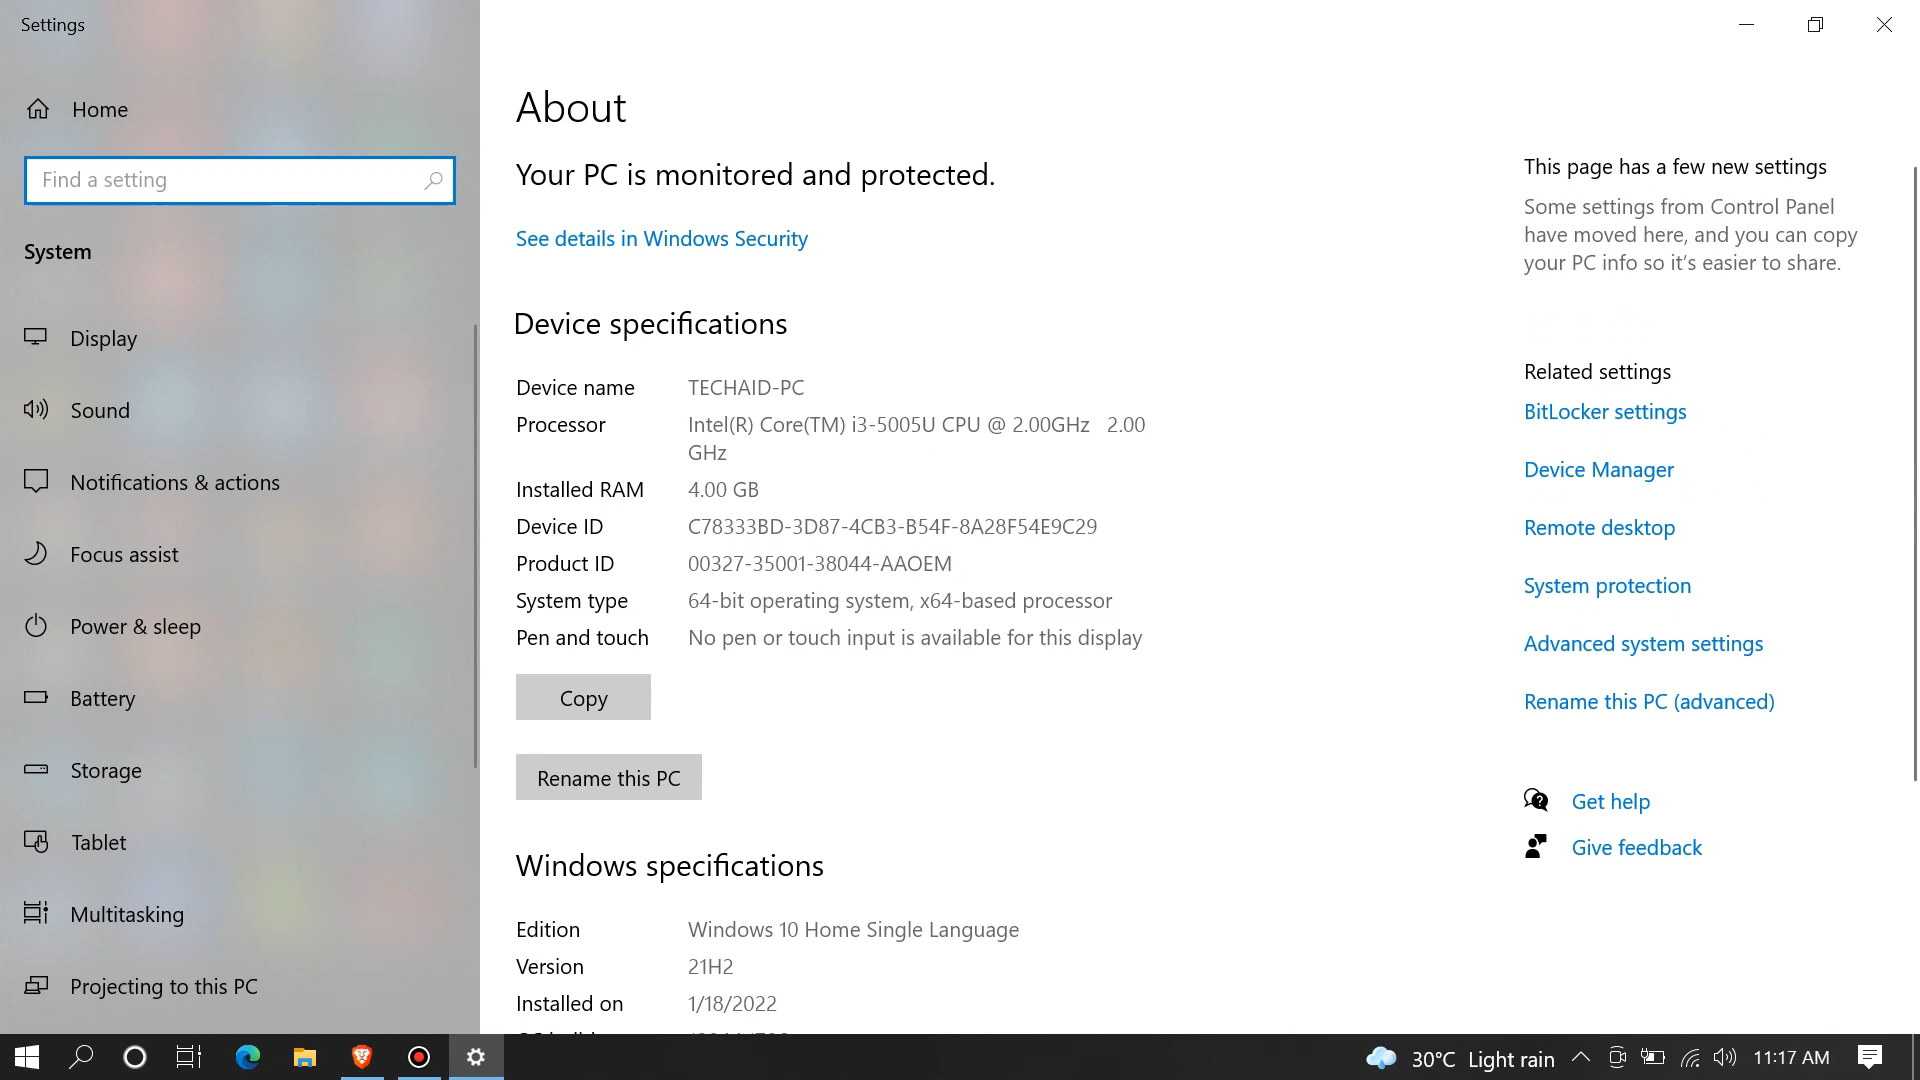 Settings
Home
Find a setting
System
Display
Sound
Notifications & actions
Focus assist
Power & sleep
Battery
Storage
Tablet
Multitasking
Projecting to this PC
About
Your PC is monitored and protected.
See details in Windows Security
Device specifications
Device name TECHAID-PC
Processor Intel(R) Core(TM) i3-5005U CPU @ 2.00GHz 2.00
GHz
Installed RAM 4.00 GB
Device ID C78333BD-3D87-4CB3-B54F-8A28F54E9C29
Product ID 00327-35001-38044-AAOEM
System type 64-bit operating system, x64-based processor
Pen and touch No pen or touch input is available for this display
Copy
Rename this PC
Windows specifications
Edition Windows 10 Home Single Language
Version 21H2
Installed on 1/18/2022
This page has a few new settings
Some settings from Control Panel
have moved here, and you can copy
your PC info so it's easier to share.
Related settings
BitLocker settings
Device Manager
Remote desktop
System protection
Advanced system settings
Rename this PC (advanced)
Get help
Give feedback
30°C Light rain
11:17 AM